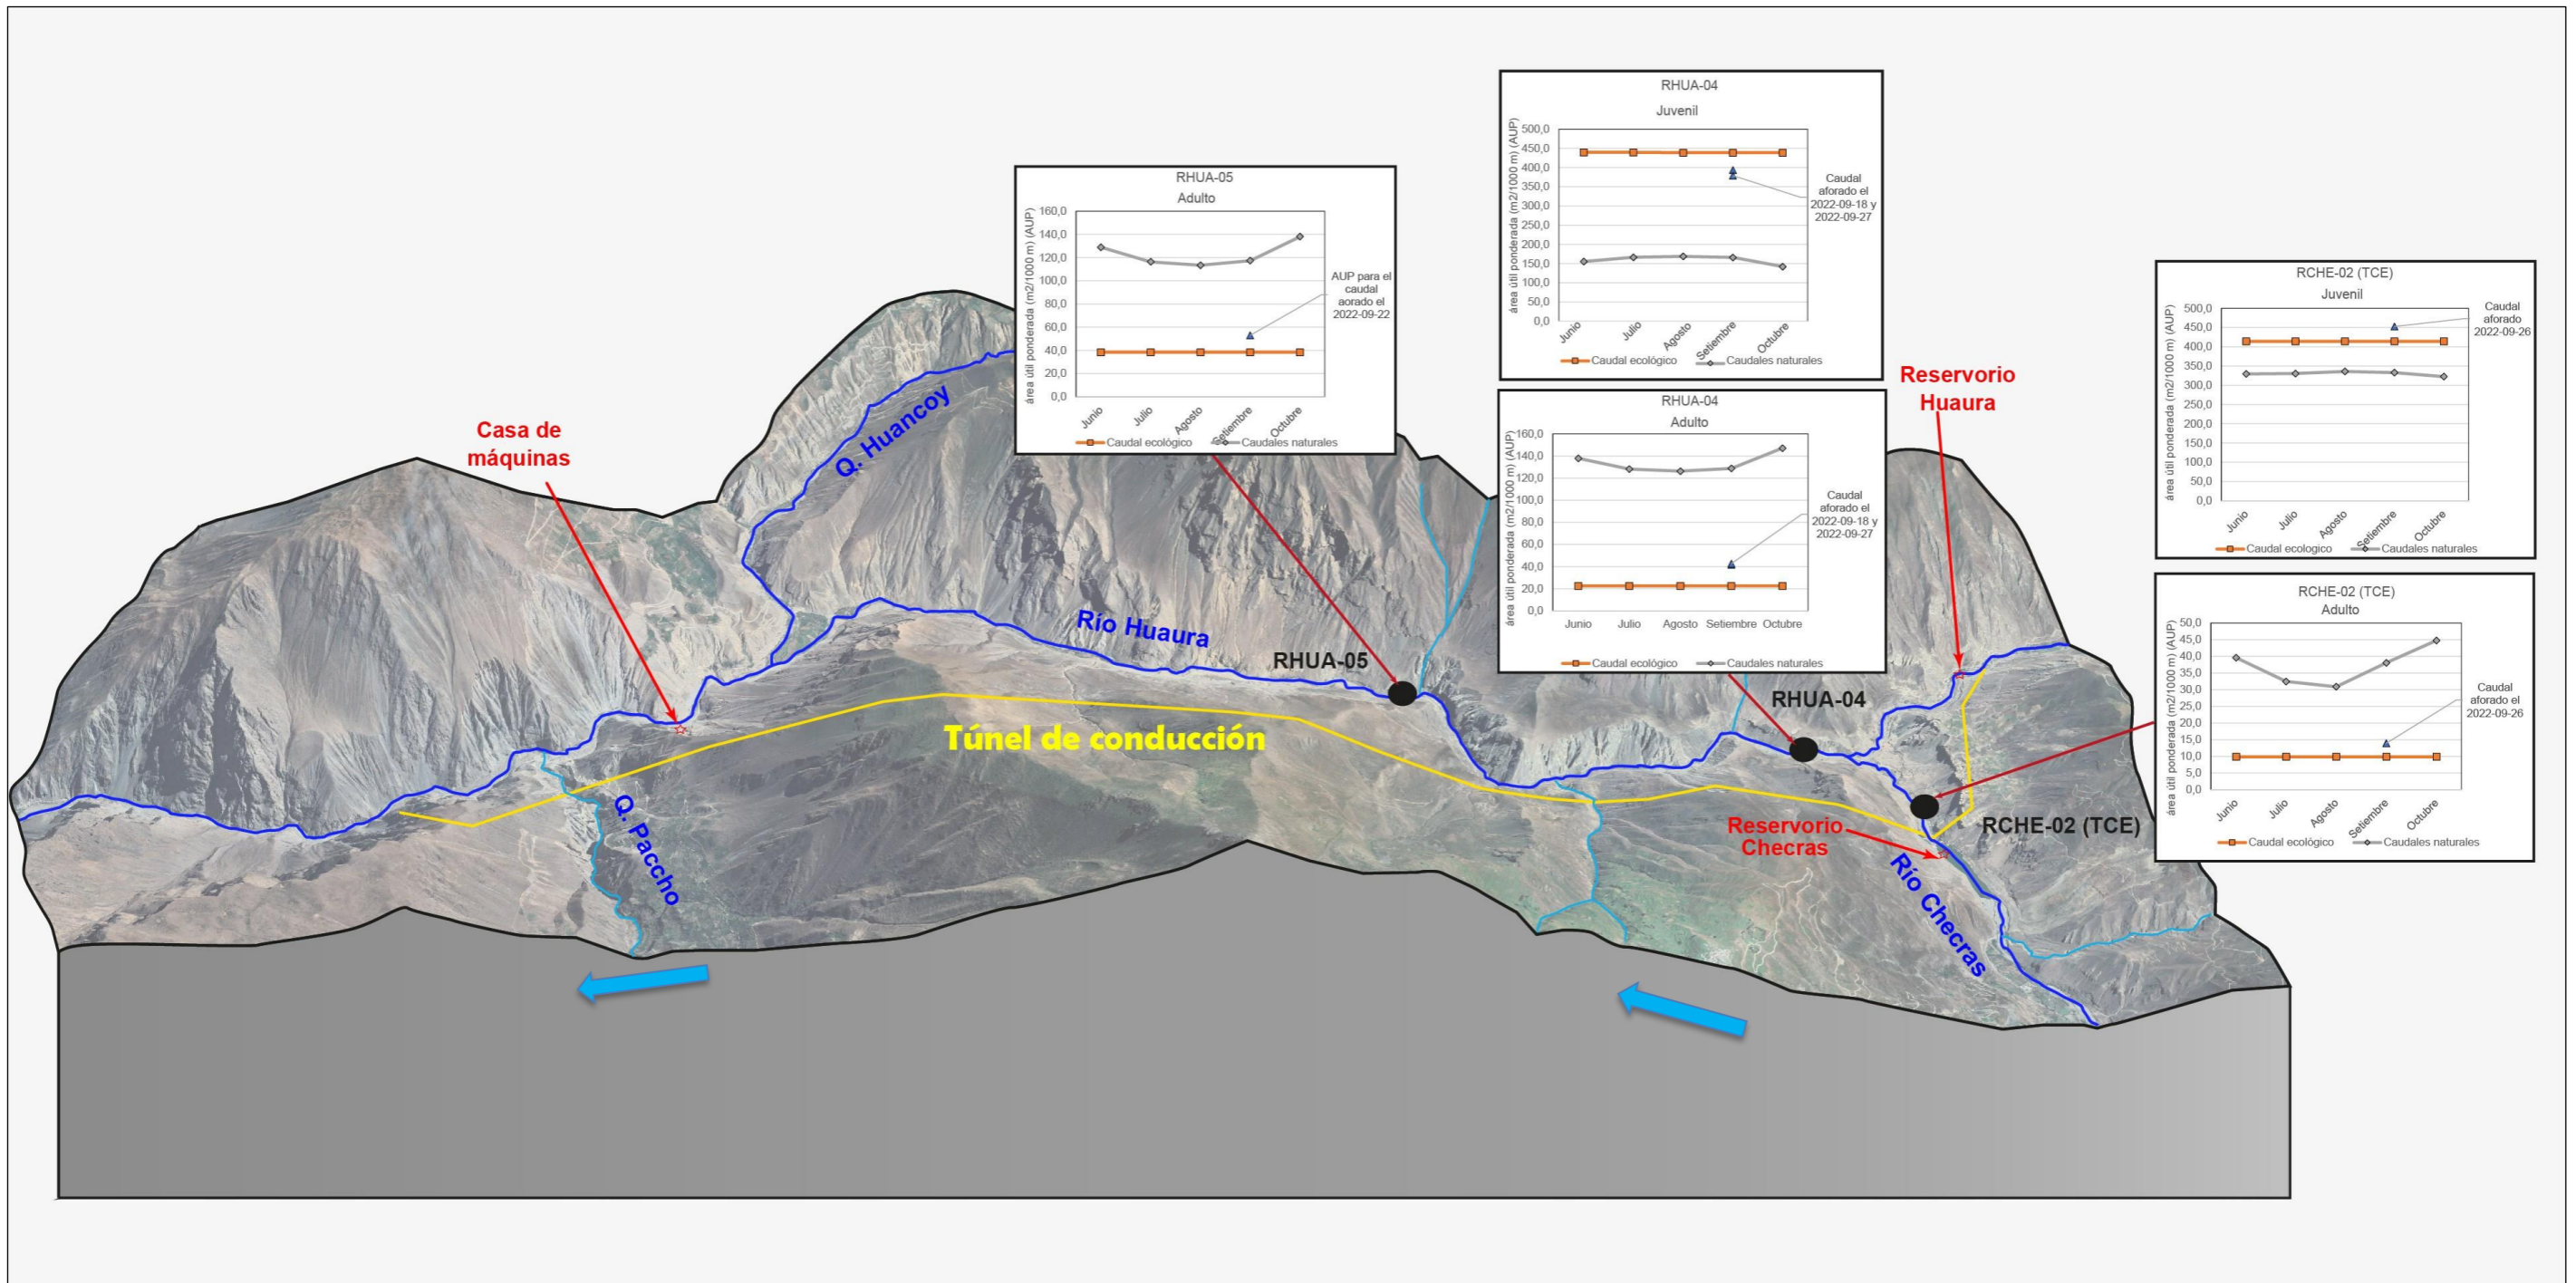 RHUA-05
Adulto
área útil ponderada (m2/1000 m) (AUP)
160,0
140,0
120,0
100,0
80,0
60,0
40,0
20,0
0,0
Junio
Julio
Agosto
Setiembre
Octubre
AUP para el
caudal
aorado el
2022-09-22
Caudal ecológico
Caudales naturales
RHUA-04
Juvenil
área útil ponderada (m2/1000 m) (AUP)
500,0
450,0
400,0
350,0
300,0
250,0
200,0
150,0
100,0
50,0
0,0
Junio
Julio
Agosto
Setiembre
Octubre
Caudal
aforado el
2022-09-18 y
2022-09-27
Caudal ecológico
Caudales naturales
RHUA-04
Adulto
área útil ponderada (m2/1000 m) (AUP)
160,0
140,0
120,0
100,0
80,0
60,0
40,0
20,0
0,0
Junio
Julio
Agosto
Setiembre
Octubre
Caudal
aforado el
2022-09-18 y
2022-09-27
Caudal ecológico
Caudales naturales
RCHE-02 (TCE)
Juvenil
área útil ponderada (m2/1000 m) (AUP)
500,0
450,0
400,0
350,0
300,0
250,0
200,0
150,0
100,0
50,0
0,0
Junio
Julio
Agosto
Setiembre
Octubre
Caudal
aforado
2022-09-26
Caudal ecologico
Caudales naturales
RCHE-02 (TCE)
Adulto
área útil ponderada (m2/1000 m) (AUP)
50,0
45,0
40,0
35,0
30,0
25,0
20,0
15,0
10,0
5,0
0,0
Junio
Julio
Agosto
Setiembre
Octubre
Caudal
aforado el
2022-09-26
Caudal ecológico
Caudales naturales
Reservorio
Huaura
Casa de
máquinas
Q. Huancoy
Río Huaura
RHUA-05
RHUA-04
Túnel de conducción
Q. Paccho
Reservorio
Checras
RCHE-02 (TCE)
Río Checras